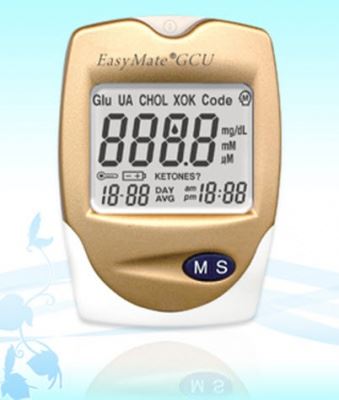 EasyMate®GCU
Glu UA CHOL XOK Code M
888.8 mg/dL
mM
µM
KETONES?
18-88 DAY AVG am pm 18:88
M S